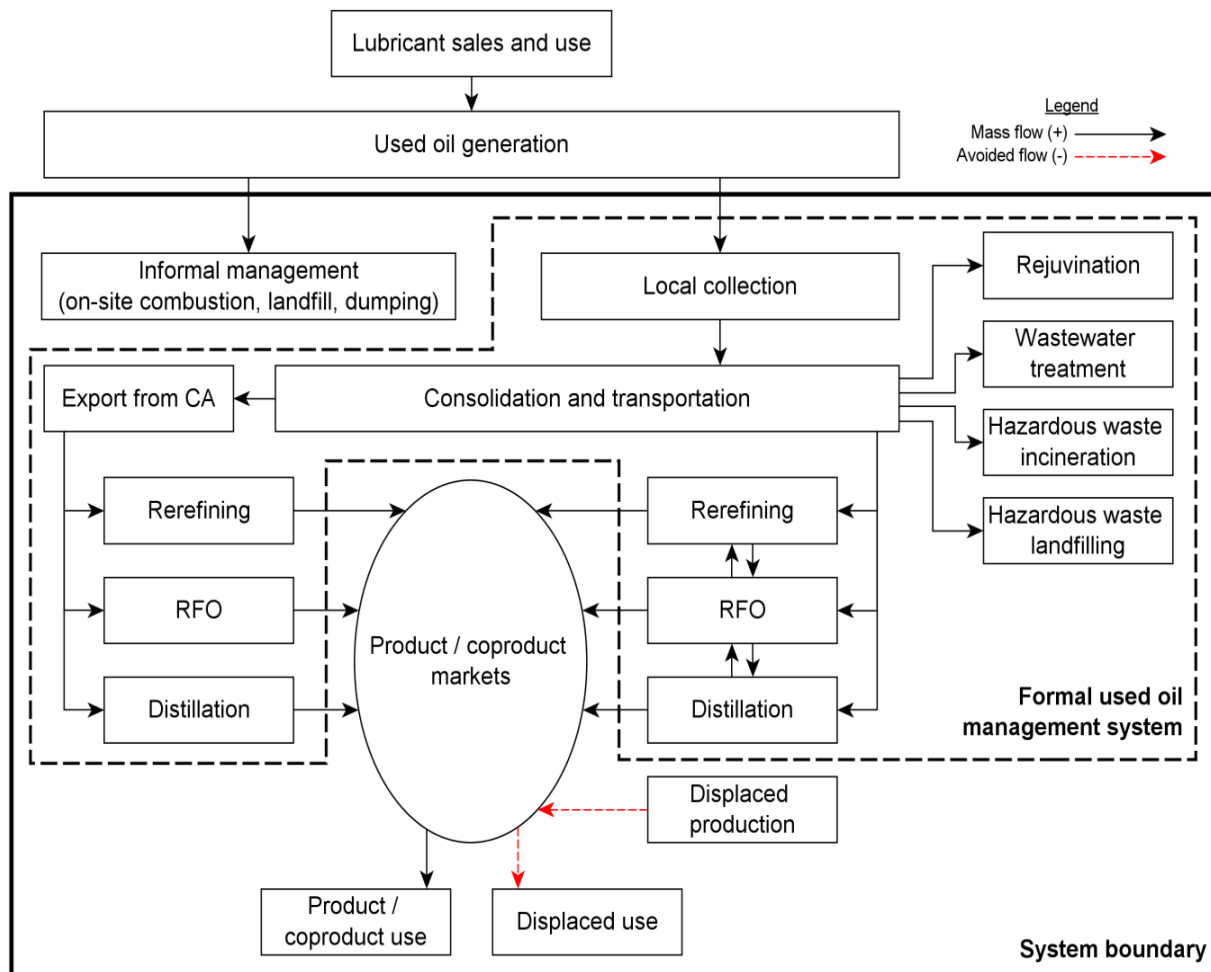 Lubricant sales and use
Legend
Mass flow (+)
Avoided flow (-)
Used oil generation
Informal management
(on-site combustion, landfill, dumping)
Local collection
Rejuvination
Wastewater
treatment
Export from CA
Consolidation and transportation
Hazardous waste
incineration
Hazardous waste
landfilling
Rerefining
RFO
Distillation
Product / coproduct
markets
Rerefining
RFO
Distillation
Formal used oil
management system
Displaced
production
Product /
coproduct use
Displaced use
System boundary